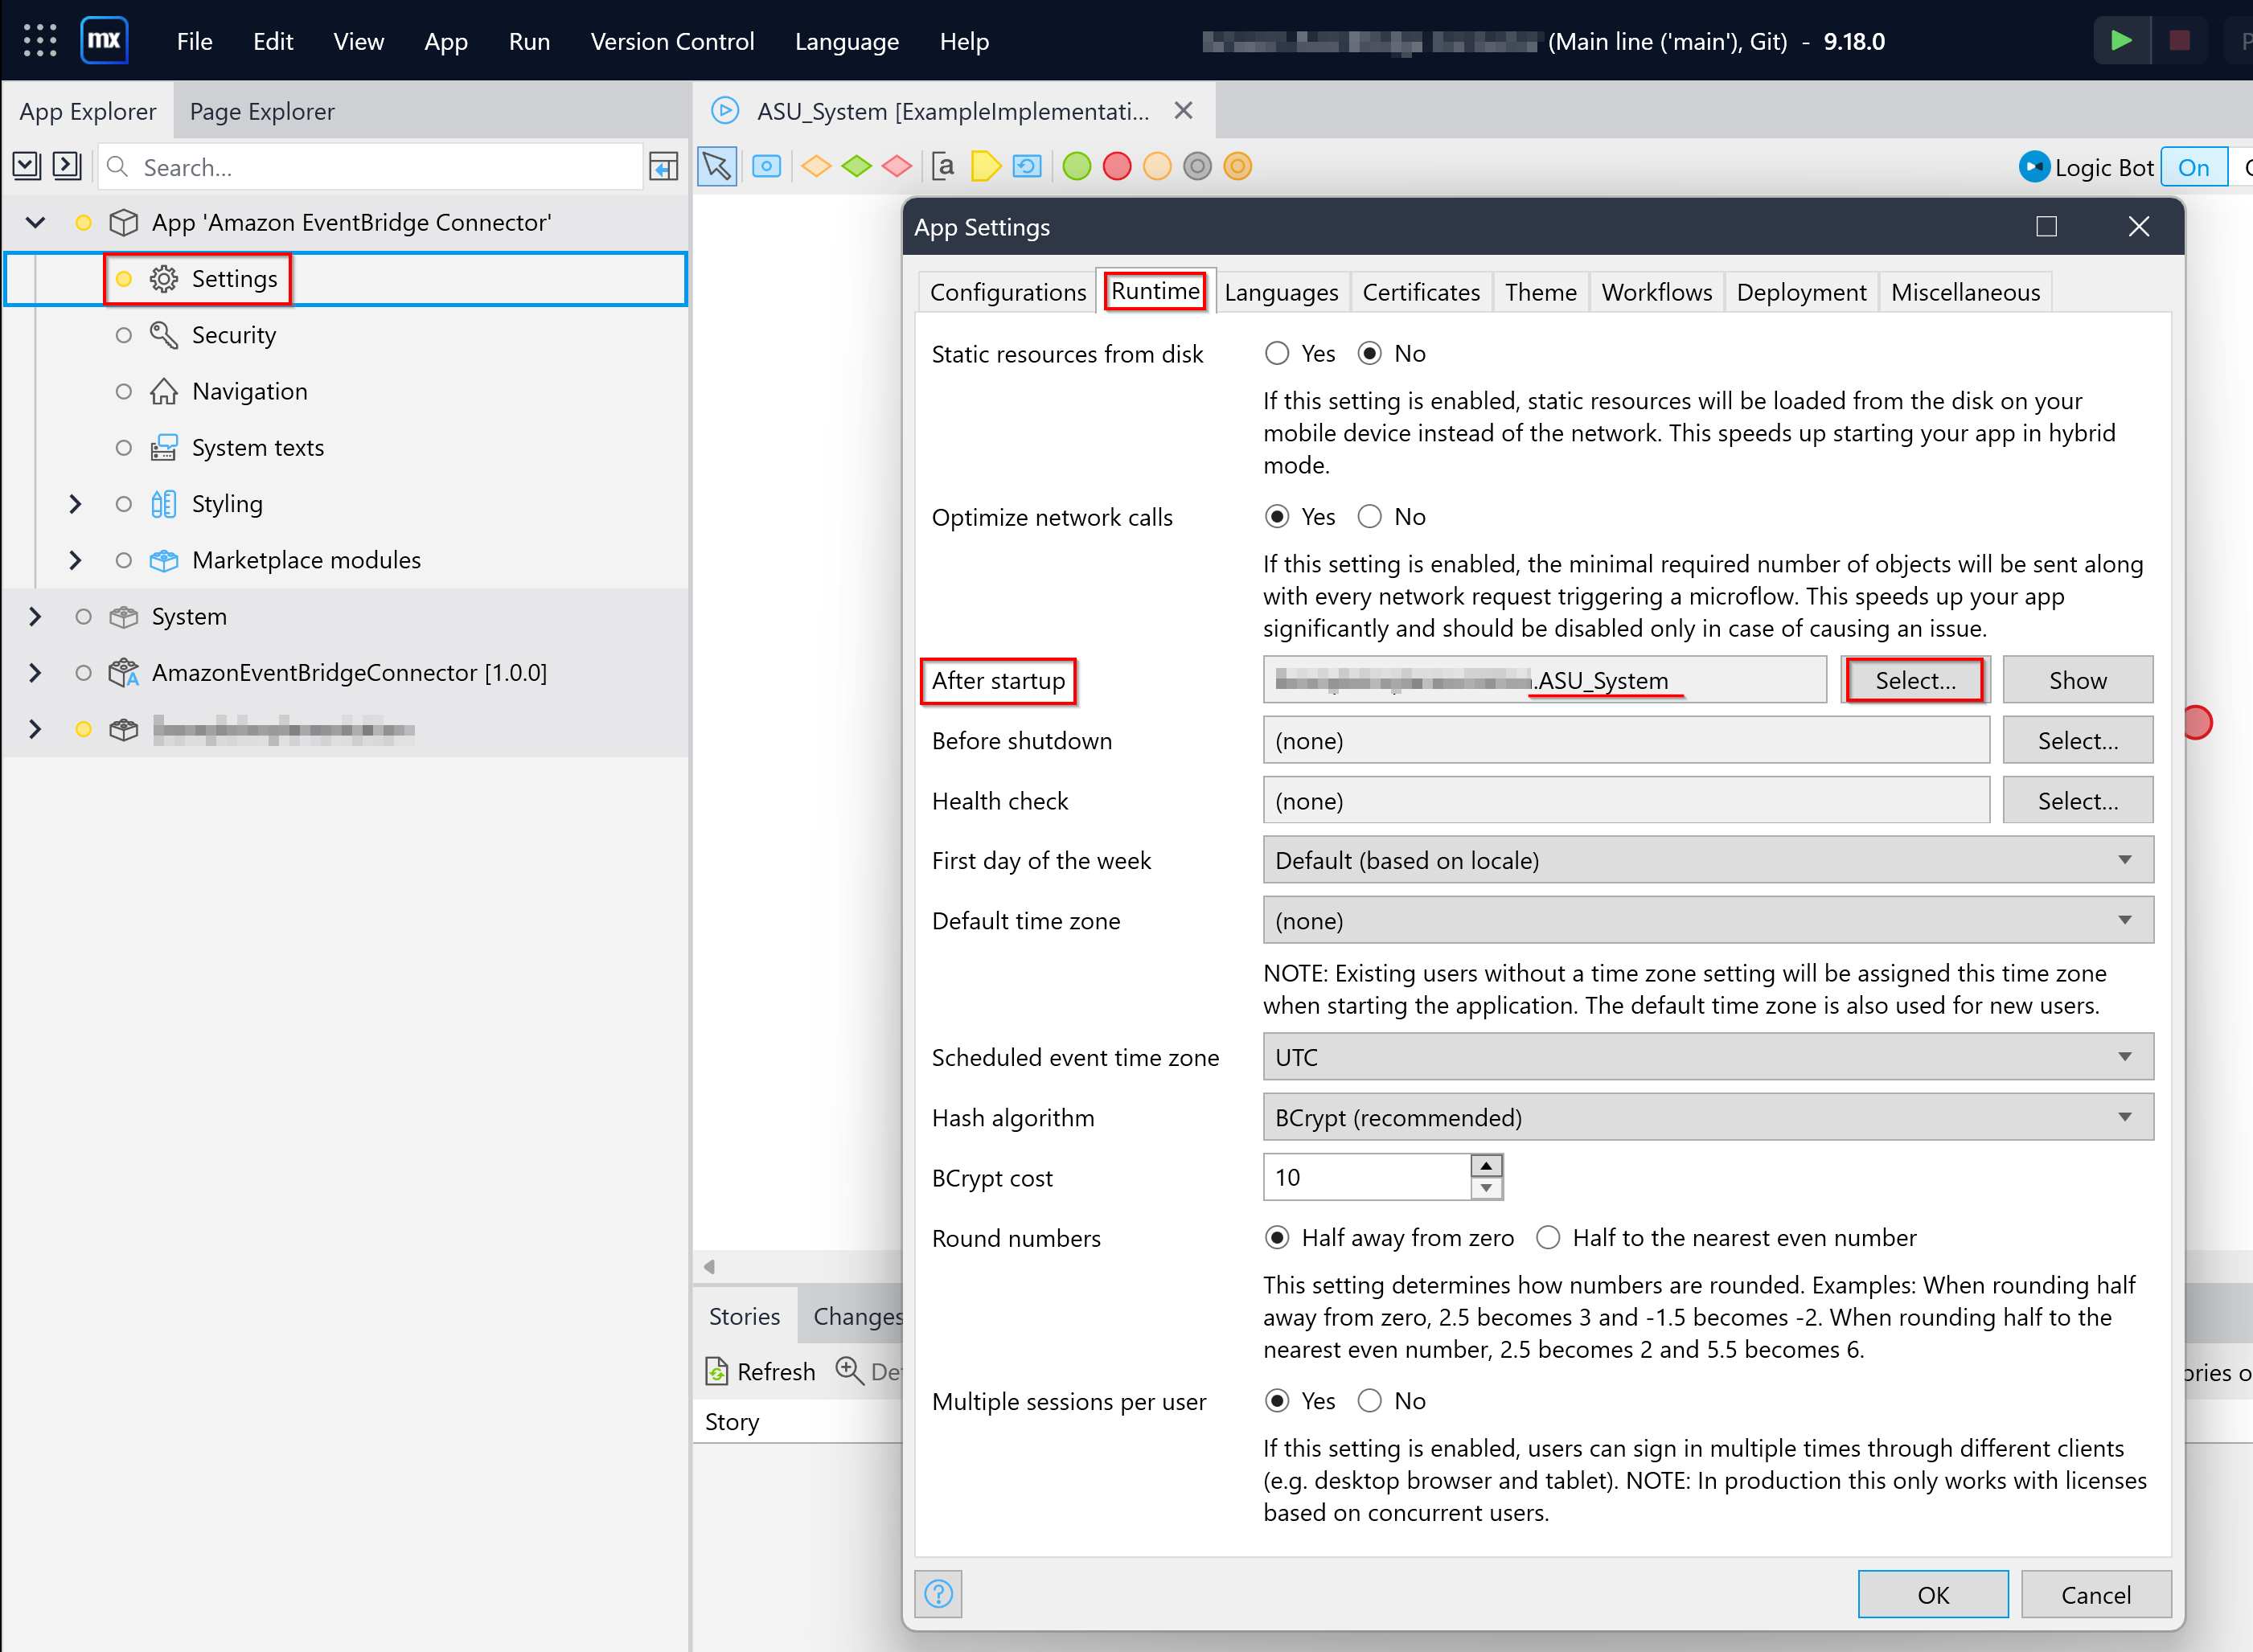 mx File Edit View App Run Version Control Language Help (Main line ('main'), Git) - 9.18.0
App Explorer Page Explorer
ASU_System [ExampleImplementati...
Search...
a
Logic Bot On
App 'Amazon EventBridge Connector'
Settings
Security
Navigation
System texts
Styling
Marketplace modules
System
AmazonEventBridgeConnector [1.0.0]
App Settings
Configurations Runtime Languages Certificates Theme Workflows Deployment Miscellaneous
Static resources from disk Yes No
If this setting is enabled, static resources will be loaded from the disk on your
mobile device instead of the network. This speeds up starting your app in hybrid
mode.
Optimize network calls Yes No
If this setting is enabled, the minimal required number of objects will be sent along
with every network request triggering a microflow. This speeds up your app
significantly and should be disabled only in case of causing an issue.
After startup .ASU_System Select... Show
Before shutdown (none) Select...
Health check (none) Select...
First day of the week Default (based on locale)
Default time zone (none)
NOTE: Existing users without a time zone setting will be assigned this time zone
when starting the application. The default time zone is also used for new users.
Scheduled event time zone UTC
Hash algorithm BCrypt (recommended)
BCrypt cost 10
Round numbers Half away from zero Half to the nearest even number
This setting determines how numbers are rounded. Examples: When rounding half
away from zero, 2.5 becomes 3 and -1.5 becomes -2. When rounding half to the
nearest even number, 2.5 becomes 2 and 5.5 becomes 6.
Multiple sessions per user Yes No
If this setting is enabled, users can sign in multiple times through different clients
(e.g. desktop browser and tablet). NOTE: In production this only works with licenses
based on concurrent users.
? OK Cancel
Stories Changes
Refresh
Story